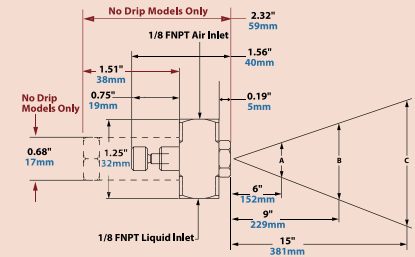 No Drip Models Only
2.32"
59mm
1/8 FNPT Air Inlet
1.56"
40mm
1.51"
38mm
0.75"
19mm
0.19"
5mm
No Drip
Models Only
0.68"
17mm
1.25"
32mm
A
B
C
6"
152mm
9"
229mm
1/8 FNPT Liquid Inlet
15"
381mm